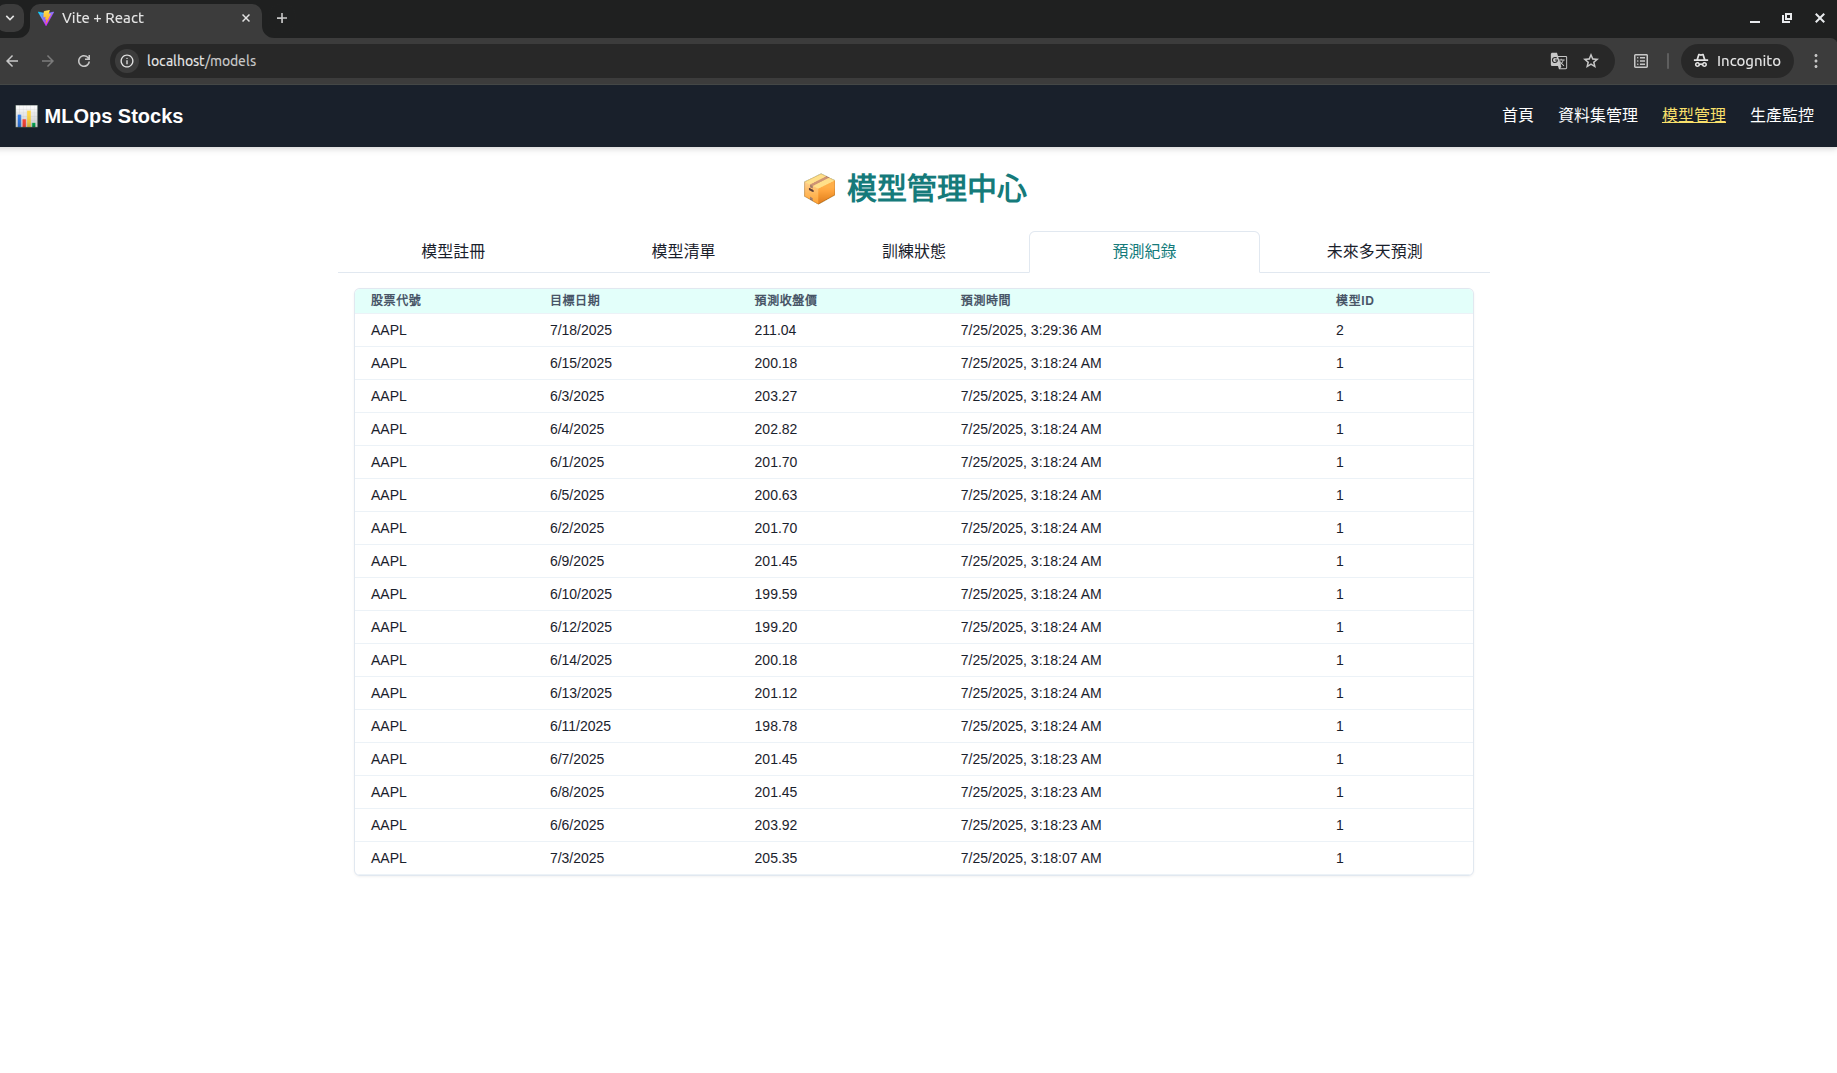 Vite + React
localhost/models
Incognito
MLOps Stocks
首頁 資料集管理 模型管理 生產監控
模型管理中心
模型註冊 模型清單 訓練狀態 預測紀錄 未來多天預測
股票代號 目標日期 預測收盤價 預測時間 模型ID
AAPL 7/18/2025 211.04 7/25/2025, 3:29:36 AM 2
AAPL 6/15/2025 200.18 7/25/2025, 3:18:24 AM 1
AAPL 6/3/2025 203.27 7/25/2025, 3:18:24 AM 1
AAPL 6/4/2025 202.82 7/25/2025, 3:18:24 AM 1
AAPL 6/1/2025 201.70 7/25/2025, 3:18:24 AM 1
AAPL 6/5/2025 200.63 7/25/2025, 3:18:24 AM 1
AAPL 6/2/2025 201.70 7/25/2025, 3:18:24 AM 1
AAPL 6/9/2025 201.45 7/25/2025, 3:18:24 AM 1
AAPL 6/10/2025 199.59 7/25/2025, 3:18:24 AM 1
AAPL 6/12/2025 199.20 7/25/2025, 3:18:24 AM 1
AAPL 6/14/2025 200.18 7/25/2025, 3:18:24 AM 1
AAPL 6/13/2025 201.12 7/25/2025, 3:18:24 AM 1
AAPL 6/11/2025 198.78 7/25/2025, 3:18:24 AM 1
AAPL 6/7/2025 201.45 7/25/2025, 3:18:23 AM 1
AAPL 6/8/2025 201.45 7/25/2025, 3:18:23 AM 1
AAPL 6/6/2025 203.92 7/25/2025, 3:18:23 AM 1
AAPL 7/3/2025 205.35 7/25/2025, 3:18:07 AM 1